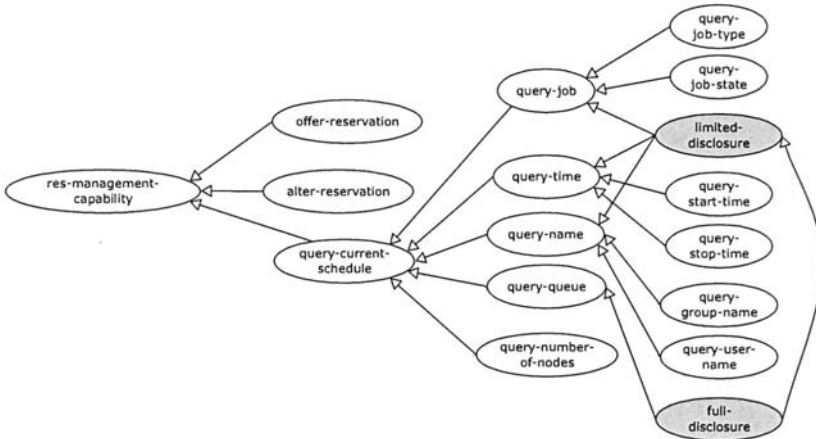 query-
job-type
query-
job-state
query-job
offer-reservation
limited-
disclosure
res-management-
capability
alter-reservation
query-time
query-
start-time
query-current-
schedule
query-name
query-
stop-time
query-queue
query-
group-name
query-number-
of-nodes
query-user-
name
full-
disclosure